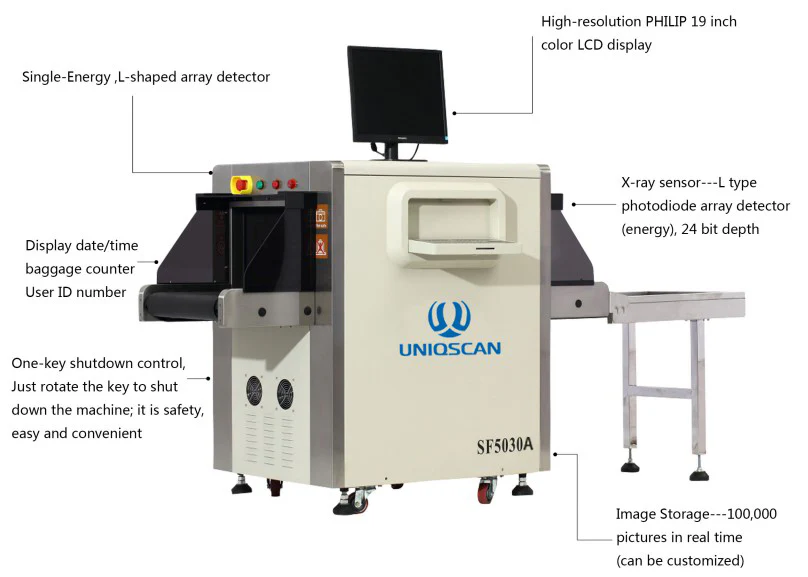 High-resolution PHILIP 19 inch
color LCD display
Single-Energy ,L-shaped array detector
X-ray sensor---L type
photodiode array detector
(energy), 24 bit depth
Display date/time
baggage counter
User ID number
UNIQSCAN
One-key shutdown control,
Just rotate the key to shut
down the machine; it is safety,
easy and convenient
SF5030A
Image Storage---100,000
pictures in real time
(can be customized)